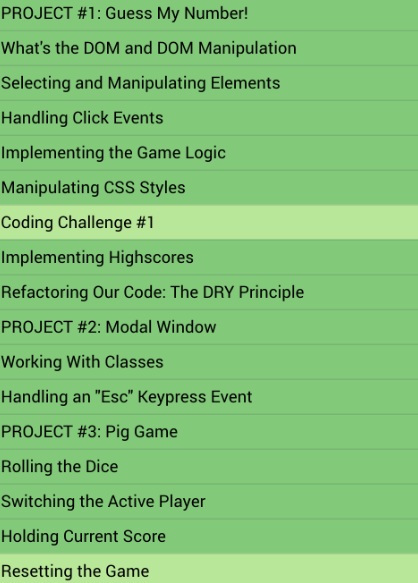 PROJECT #1: Guess My Number!
What's the DOM and DOM Manipulation
Selecting and Manipulating Elements
Handling Click Events
Implementing the Game Logic
Manipulating CSS Styles
Coding Challenge #1
Implementing Highscores
Refactoring Our Code: The DRY Principle
PROJECT #2: Modal Window
Working With Classes
Handling an "Esc" Keypress Event
PROJECT #3: Pig Game
Rolling the Dice
Switching the Active Player
Holding Current Score
Resetting the Game